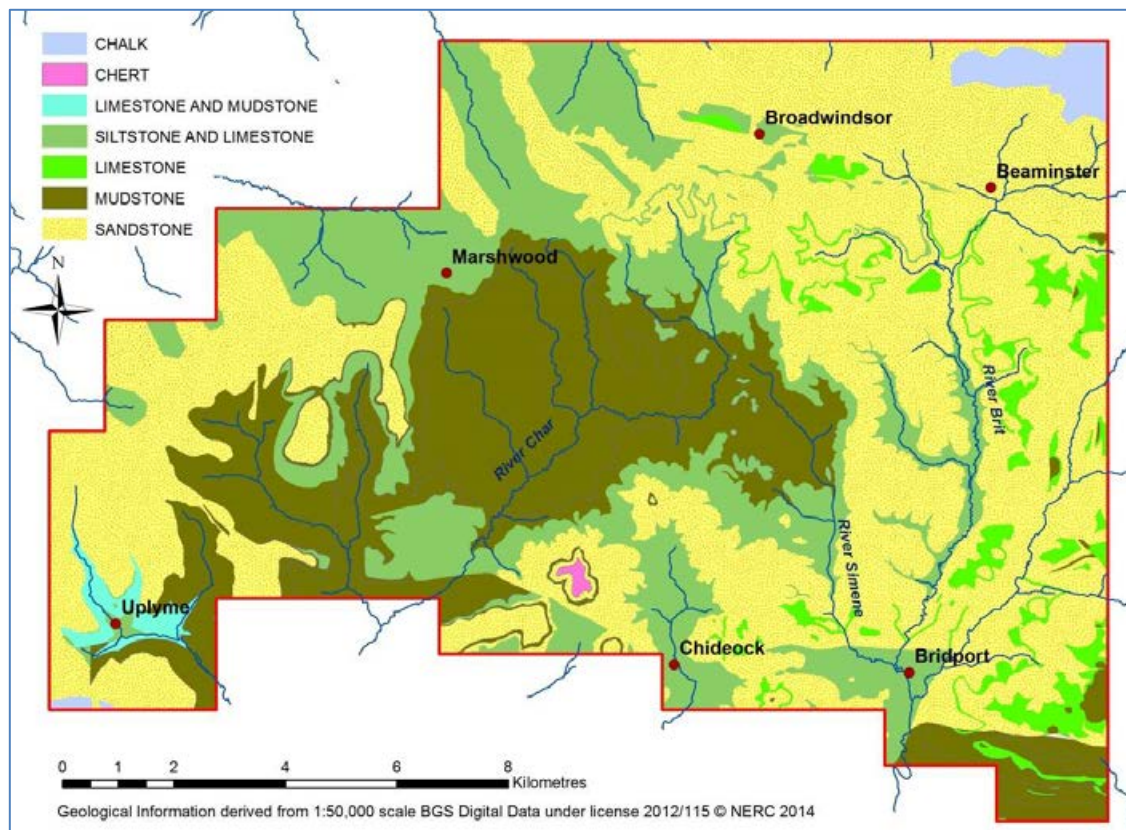 CHALK
CHERT
LIMESTONE AND MUDSTONE
SILTSTONE AND LIMESTONE
LIMESTONE
MUDSTONE
SANDSTONE
N
Broadwindsor
Beaminster
Marshwood
River Char
River Brit
River Simene
Uplyme
Chideock
Bridport
0 1 2 4 6 8
Kilometres
Geological Information derived from 1:50,000 scale BGS Digital Data under license 2012/115 © NERC 2014